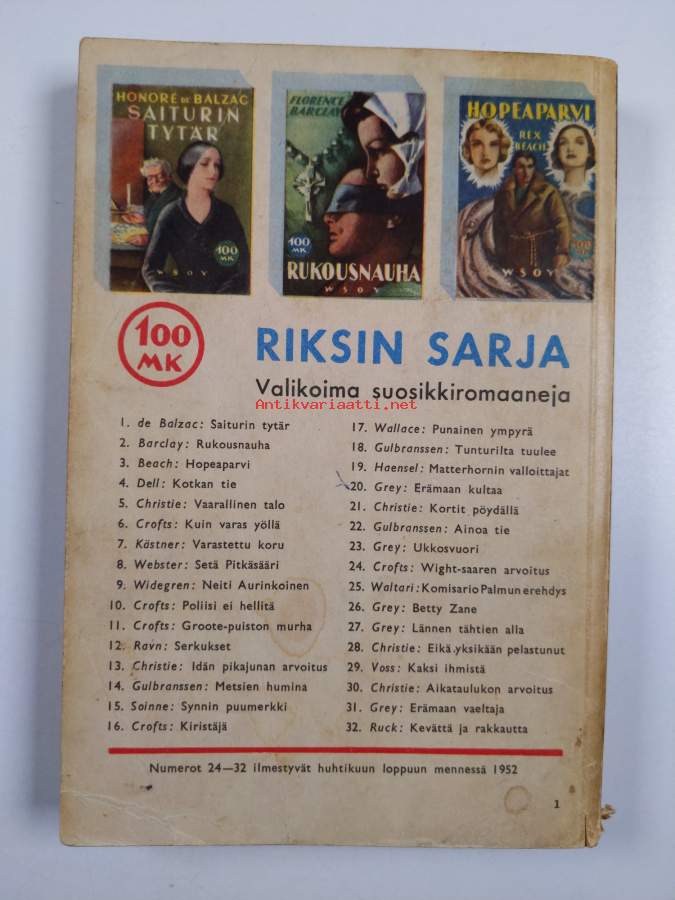 HONORÉ DE BALZAC
SAITURIN
TYTÄR
100
MK
WSOY
FLORENCE
BARCLAY
100
MK
RUKOUSNAUHA
WSOY
HOPEAPARVI
REX
BEACH
100
MK
WSOY
100
MK
RIKSIN SARJA
Valikoima suosikkiromaaneja
Antikvariaatti.net
1. de Balzac: Saiturin tytär
2. Barclay: Rukousnauha
3. Beach: Hopeaparvi
4. Dell: Kotkan tie
5. Christie: Vaarallinen talo
6. Crofts: Kuin varas yöllä
7. Kästner: Varastettu koru
8. Webster: Setä Pitkäsääri
9. Widegren: Neiti Aurinkoinen
10. Crofts: Poliisi ei hellitä
11. Crofts: Groote-puiston murha
12. Ravn: Serkukset
13. Christie: Idän pikajunan arvoitus
14. Gulbranssen: Metsien humina
15. Soinne: Synnin puumerkki
16. Crofts: Kiristäjä
17. Wallace: Punainen ympyrä
18. Gulbranssen: Tunturilta tuulee
19. Haensel: Matterhornin valloittajat
20. Grey: Erämaan kultaa
21. Christie: Kortit pöydällä
22. Gulbranssen: Ainoa tie
23. Grey: Ukkosvuori
24. Crofts: Wight-saaren arvoitus
25. Waltari: Komisario Palmun erehdys
26. Grey: Betty Zane
27. Grey: Lännen tähtien alla
28. Christie: Eikä yksikään pelastunut
29. Voss: Kaksi ihmistä
30. Christie: Aikataulukon arvoitus
31. Grey: Erämaan vaeltaja
32. Ruck: Kevättä ja rakkautta
Numerot 24—32 ilmestyvät huhtikuun loppuun mennessä 1952
1